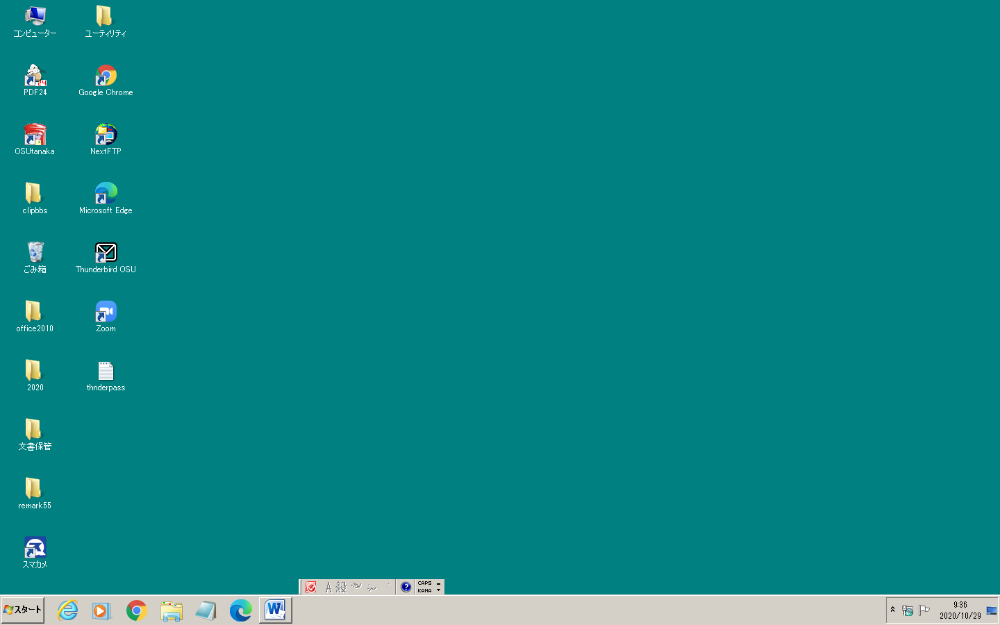 コンピューター
ユーティリティ
PDF24
Google Chrome
OSUtanaka
NextFTP
clipbbs
Microsoft Edge
ごみ箱
Thunderbird OSU
office2010
Zoom
2020
thnderpass
文書保管
remark55
スマカメ
A 般
CAPS
KANA
スタート
9:36
2020/10/29